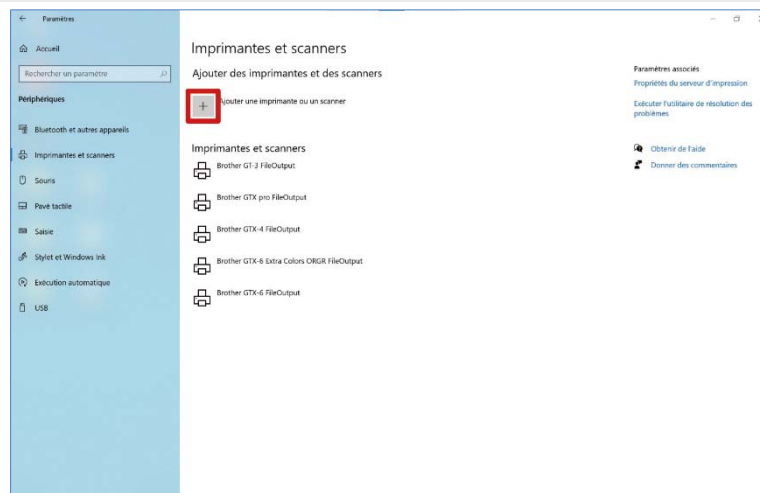 Paramètres
Accueil
Rechercher un paramètre
Périphériques
Bluetooth et autres appareils
Imprimantes et scanners
Souris
Pavé tactile
Saisie
Stylet et Windows Ink
Exécution automatique
USB
Imprimantes et scanners
Ajouter des imprimantes et des scanners
Ajouter une imprimante ou un scanner
Imprimantes et scanners
Brother GT-3 FileOutput
Brother GTX pro FileOutput
Brother GTX-4 FileOutput
Brother GTX-6 Extra Colors ORGR FileOutput
Brother GTX-6 FileOutput
Paramètres associés
Propriétés du serveur d'impression
Exécuter l'utilitaire de résolution des
problèmes
Obtenir de l'aide
Donner des commentaires